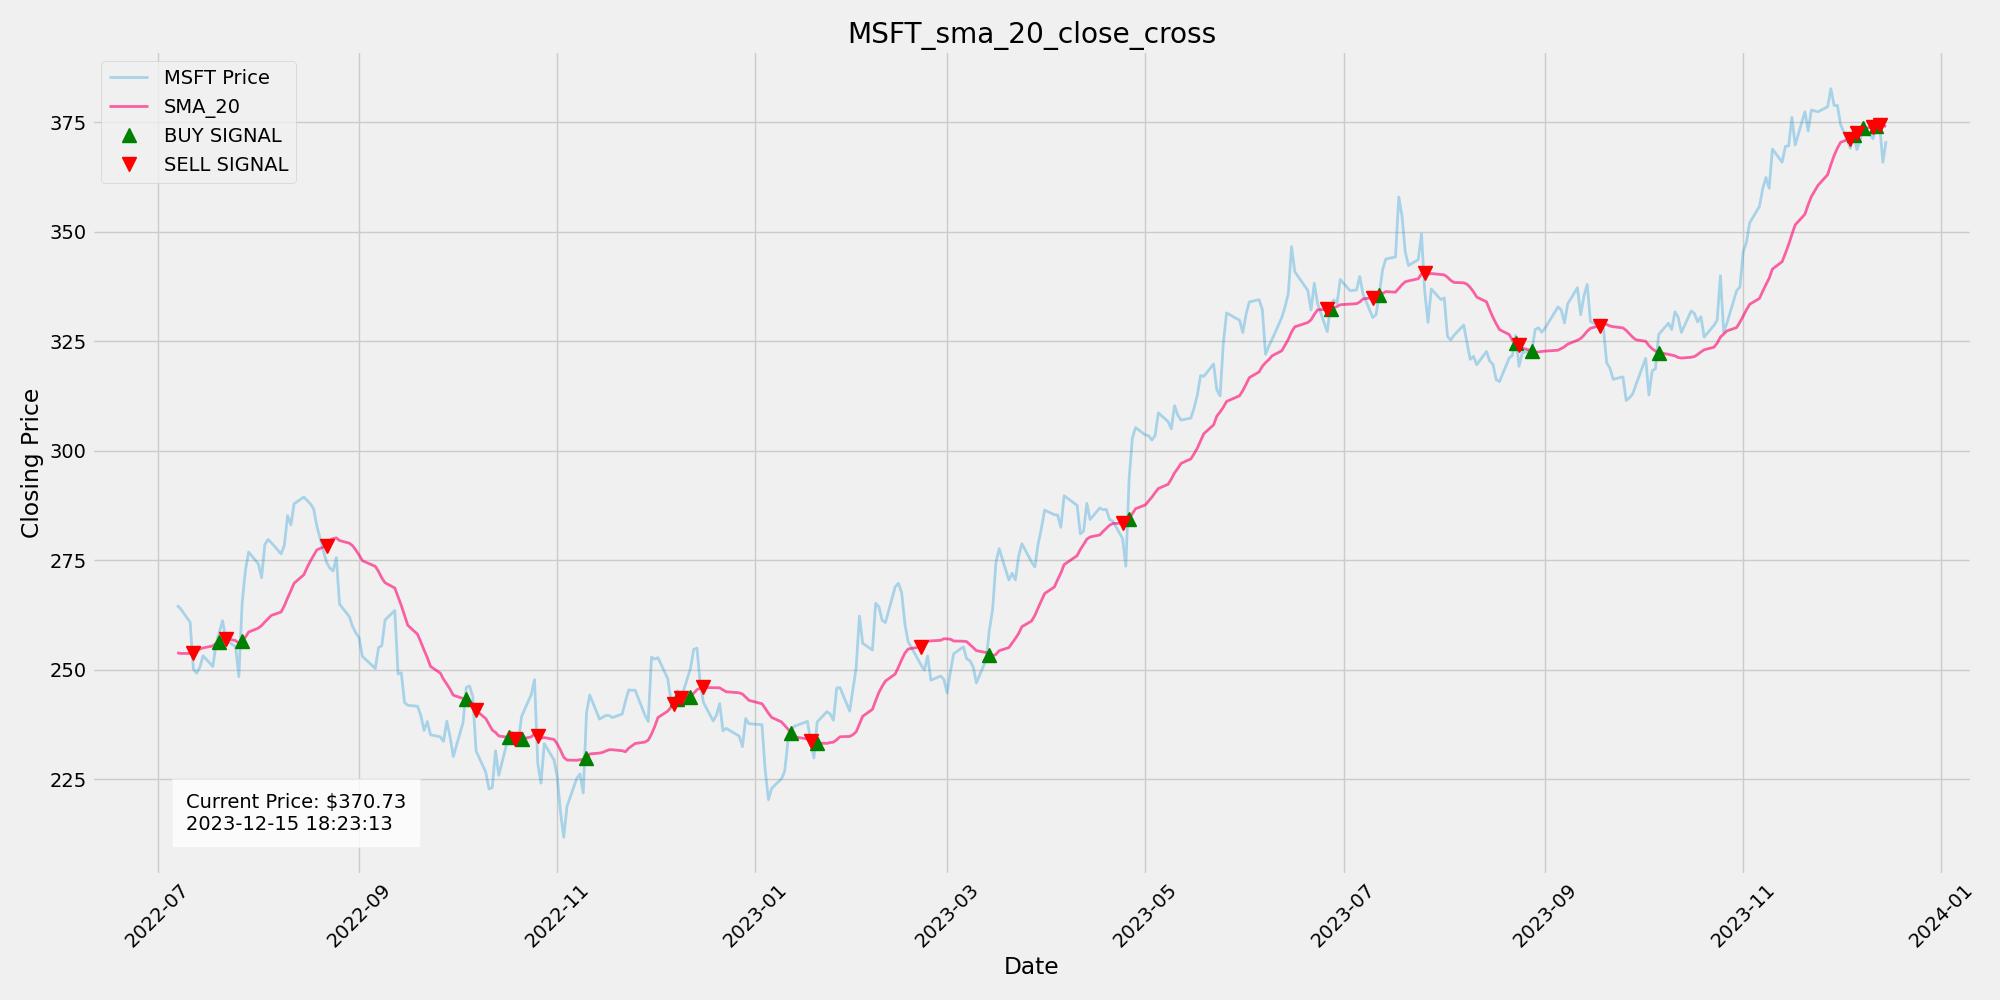 MSFT_sma_20_close_cross
MSFT Price
SMA_20
BUY SIGNAL
SELL SIGNAL
375
350
325
300
275
250
225
Closing Price
Current Price: $370.73
2023-12-15 18:23:13
2022-07
2022-09
2022-11
2023-01
2023-03
2023-05
2023-07
2023-09
2023-11
2024-01
Date